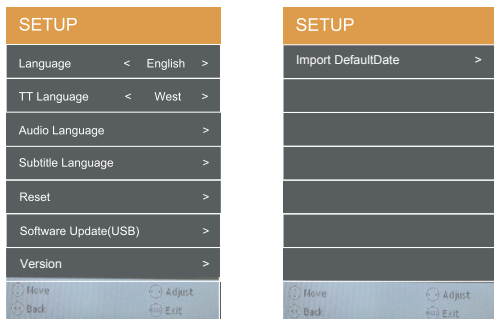 SETUP
Language < English >
TT Language < West >
Audio Language >
Subtitle Language >
Reset >
Software Update(USB) >
Version >
Move Adjust
Back Exit
SETUP
Import DefaultDate >
Move Adjust
Back Exit